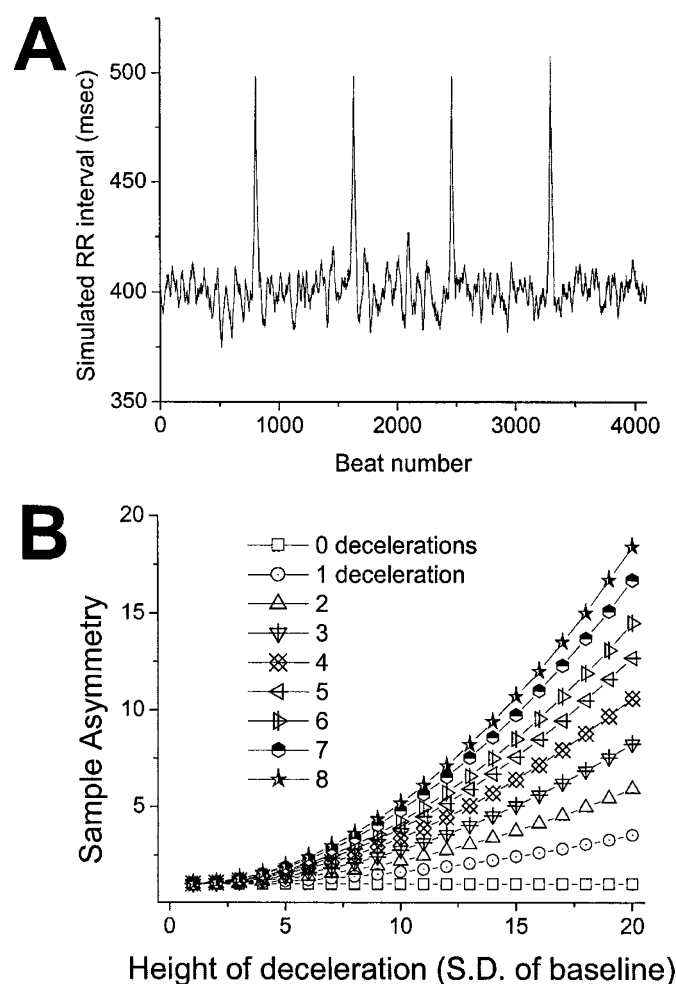 A
Simulated RR interval (msec)
500
450
400
350
0 1000 2000 3000 4000
Beat number
B
Sample Asymmetry
20
15
10
5
0 decelerations
1 deceleration
2
3
4
5
6
7
8
0 5 10 15 20
Height of deceleration (S.D. of baseline)